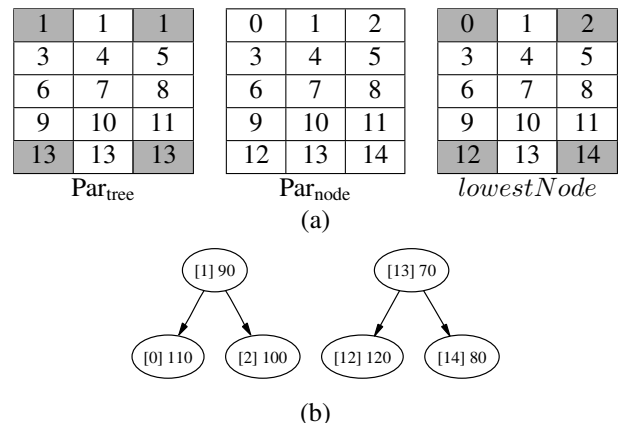 1 1 1 0 1 2 0 1 2
3 4 5 3 4 5 3 4 5
6 7 8 6 7 8 6 7 8
9 10 11 9 10 11 9 10 11
13 13 13 12 13 14 12 13 14
Partree Parnode lowestNode
(a)
[1] 90 [13] 70
[0] 110 [2] 100 [12] 120 [14] 80
(b)